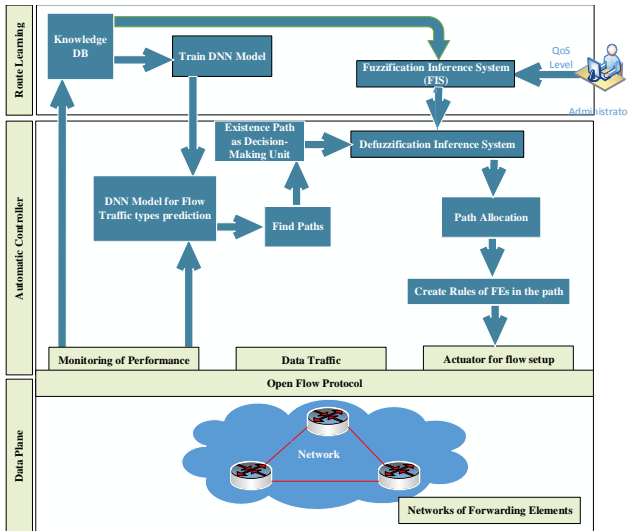 Route Learning
Knowledge
DB
Train DNN Model
Fuzzification Inference System
(FIS)
QoS
Level
Administrato
Automatic Controller
Existence Path
as Decision-
Making Unit
Defuzzification Inference System
DNN Model for Flow
Traffic types prediction
Find Paths
Path Allocation
Create Rules of FEs in the path
Monitoring of Performance
Data Traffic
Actuator for flow setup
Open Flow Protocol
Data Plane
Network
Networks of Forwarding Elements